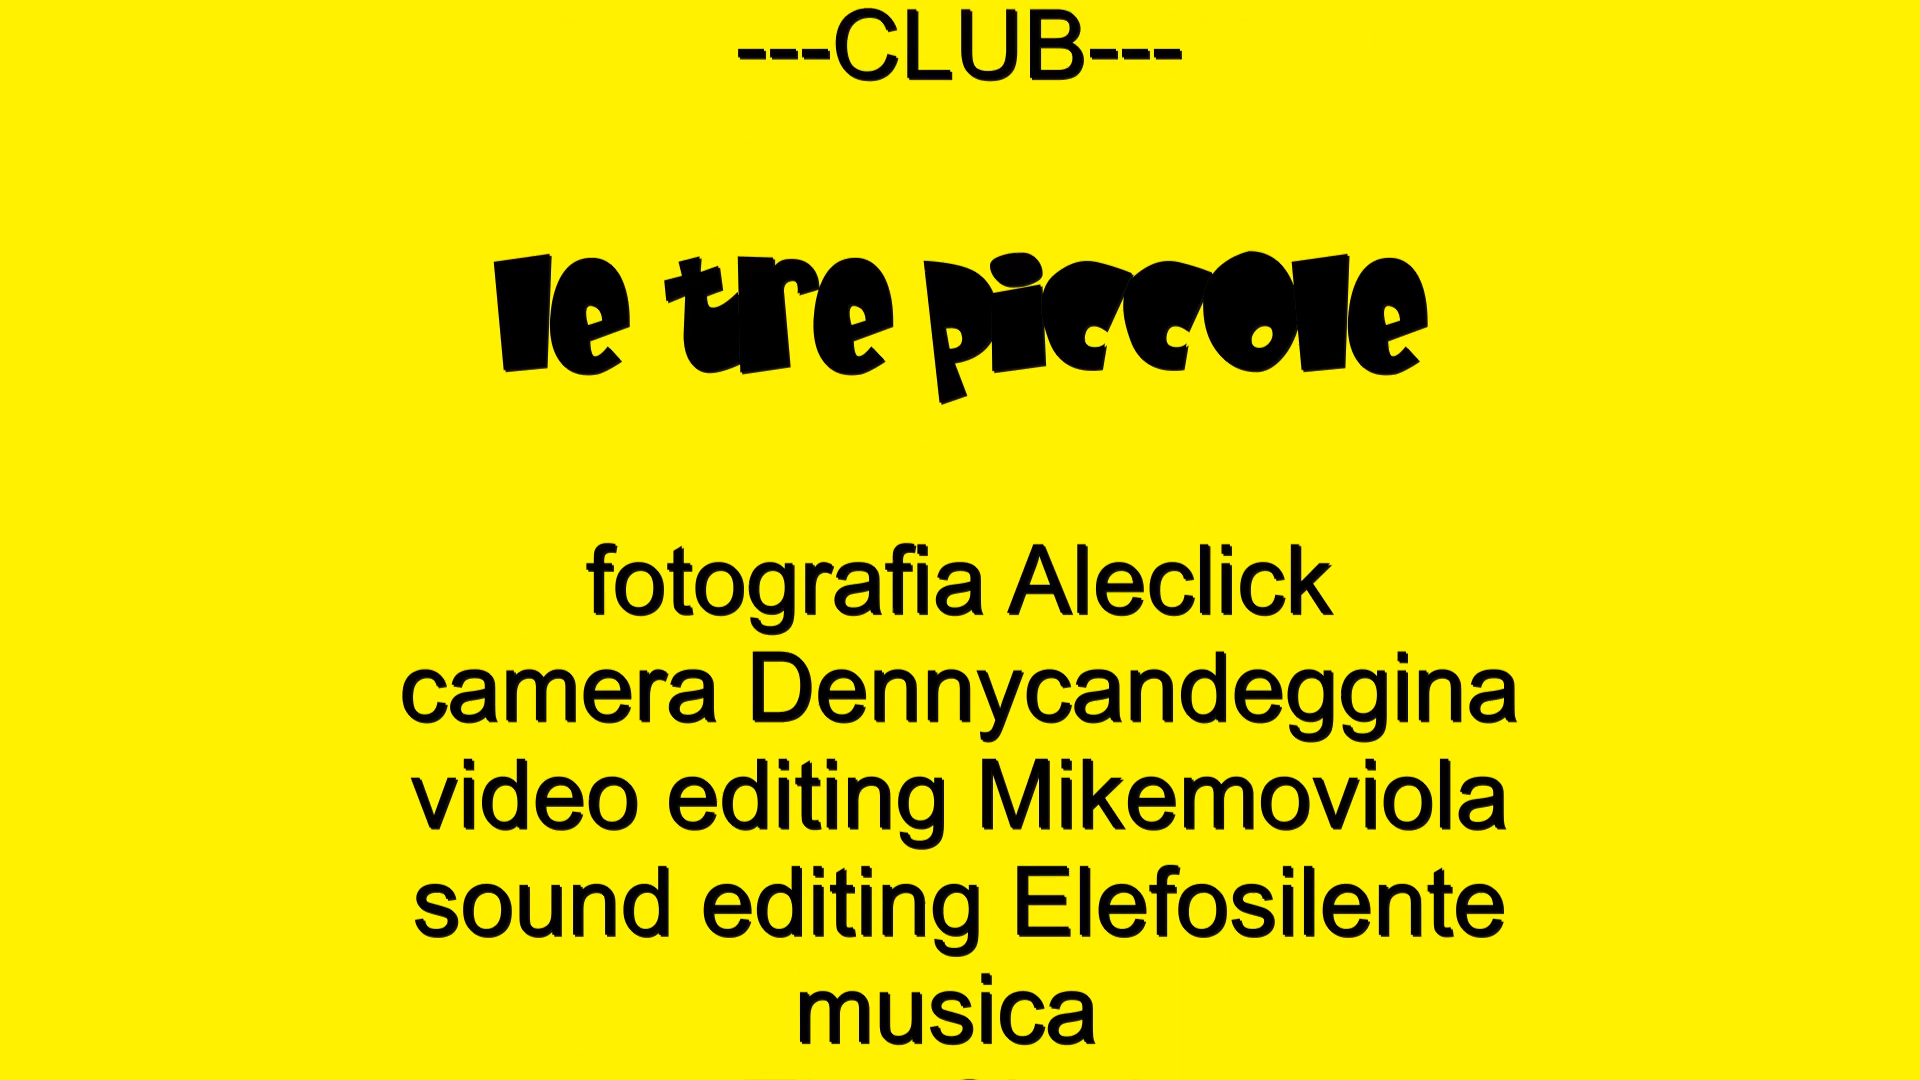 ---CLUB---
le tre piccole
fotografia Aleclick
camera Dennycandeggina
video editing Mikemoviola
sound editing Elefosilente
musica